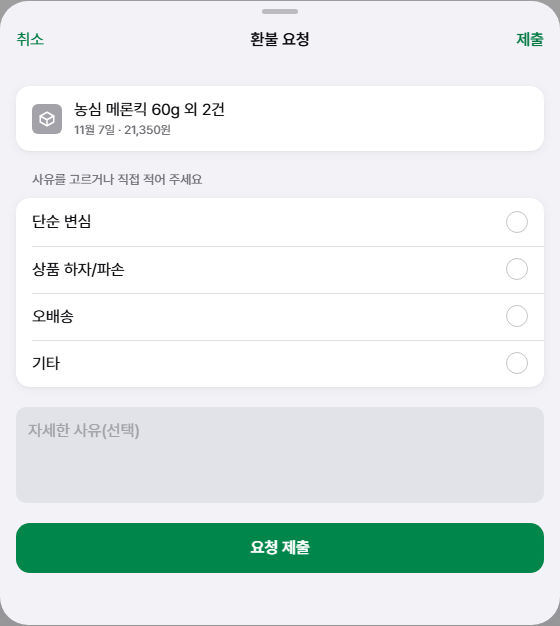 취소
환불 요청
제출
농심 메론킥 60g 외 2건
11월 7일 · 21,350원
사유를 고르거나 직접 적어 주세요
단순 변심
상품 하자/파손
오배송
기타
자세한 사유(선택)
요청 제출